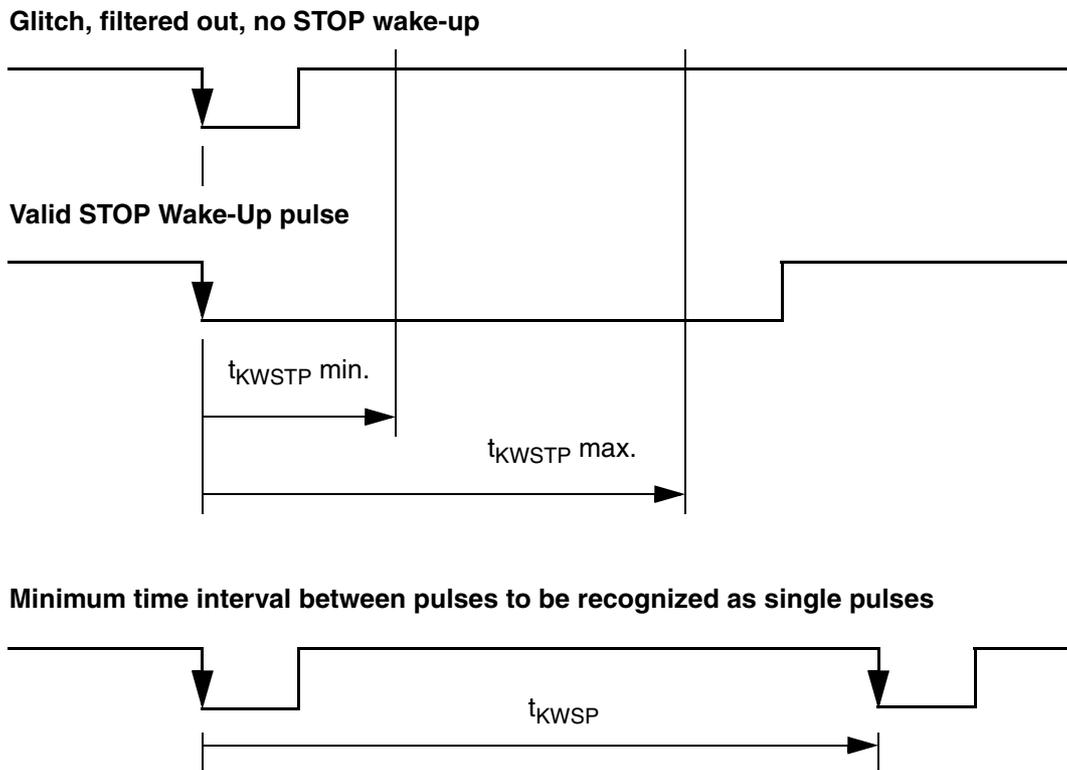 Glitch, filtered out, no STOP wake-up
Valid STOP Wake-Up pulse
tKWSTP min.
tKWSTP max.
Minimum time interval between pulses to be recognized as single pulses
tKWSP